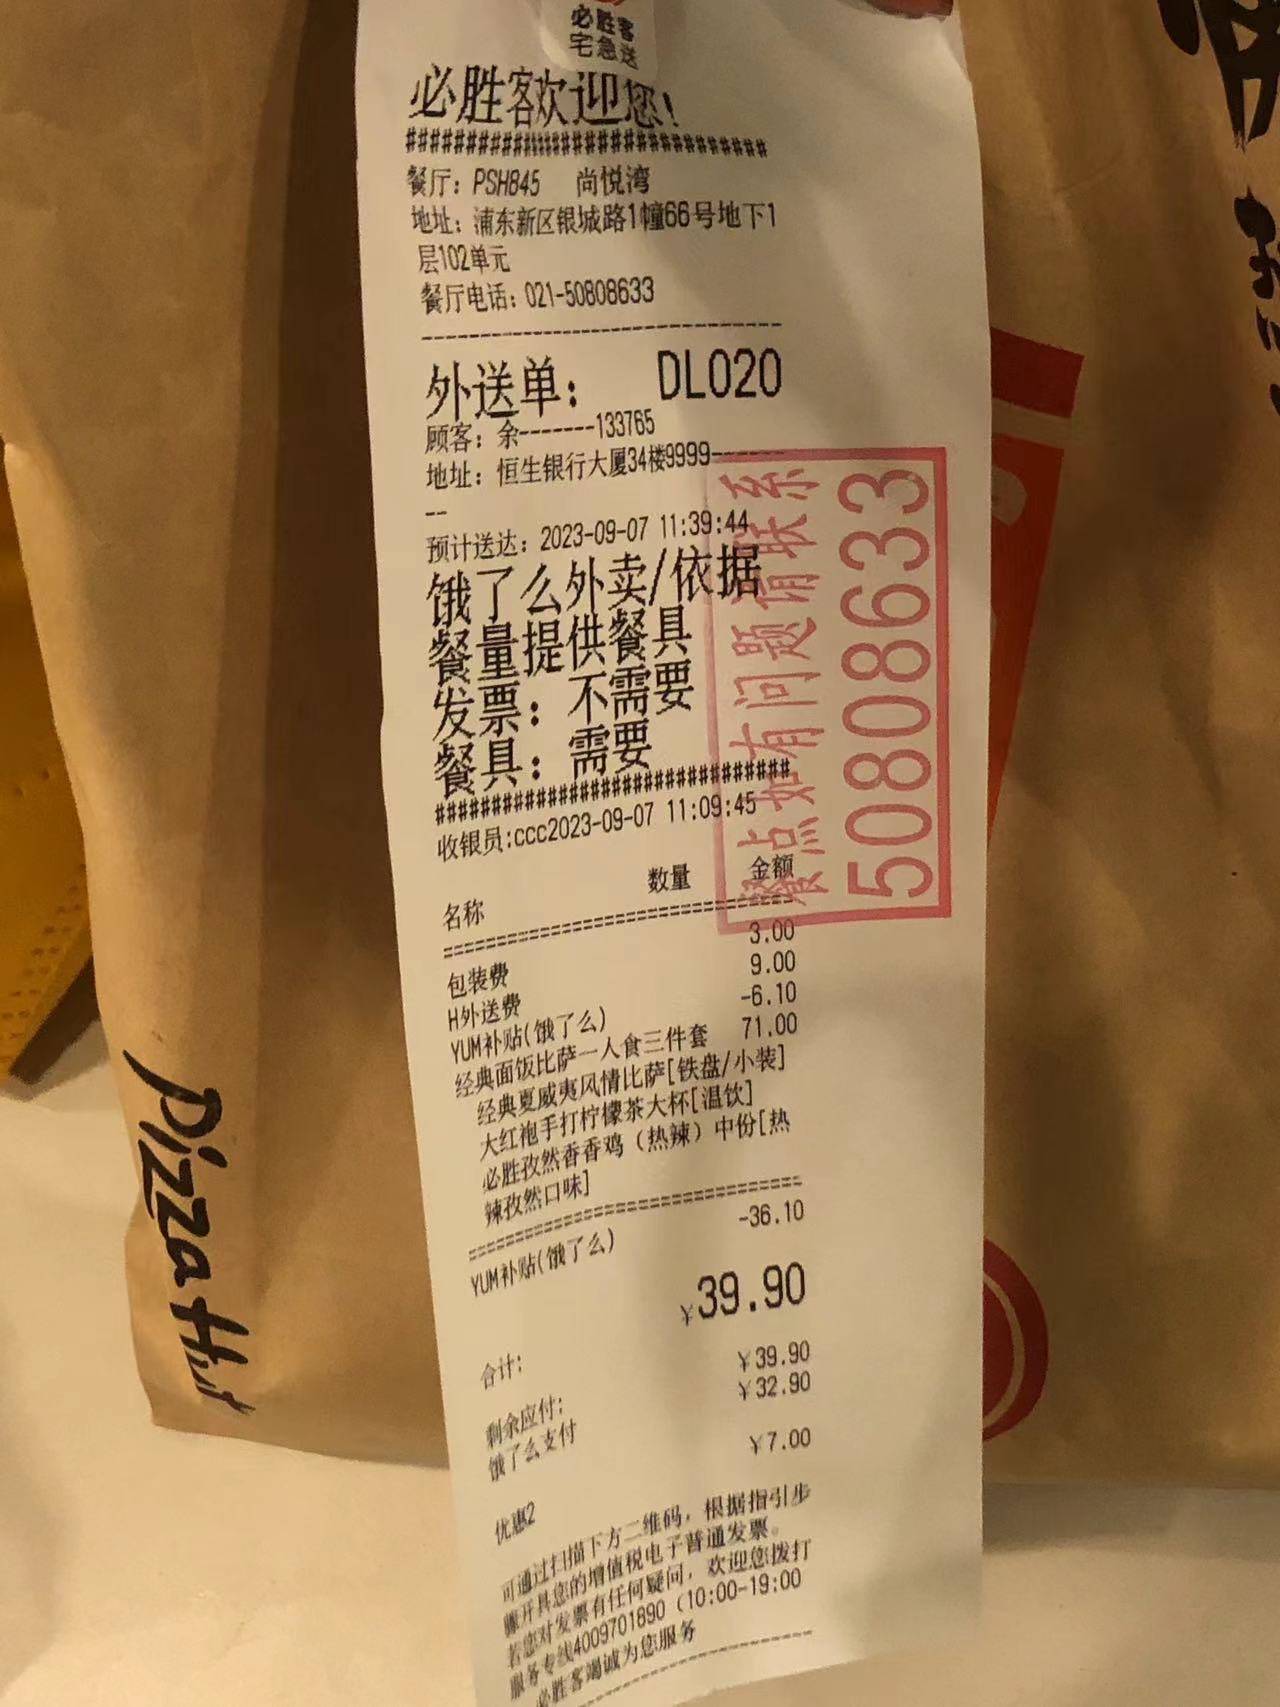 必胜客
宅急送
必胜客欢迎您!
##############################
餐厅: PSH845 尚悦湾
地址: 浦东新区银城路1幢66号地下1
层102单元
餐厅电话: 021-50808633
--------------------------------
外送单: DL020
顾客: 余-------133765
地址: 恒生银行大厦34楼9999------
--
预计送达: 2023-09-07 11:39:44
饿了么外卖/依据
餐量提供餐具
发票: 不需要
餐具: 需要
##############################
收银员:ccc2023-09-07 11:09:45
名称 数量 金额
================================
包装费 3.00
H外送费 9.00
YUM补贴(饿了么) -6.10
经典面饭比萨一人食三件套 71.00
经典夏威夷风情比萨[铁盘/小装]
大红袍手打柠檬茶大杯[温饮]
必胜孜然香香鸡（热辣）中份[热
辣孜然口味]
================================
YUM补贴(饿了么) -36.10
¥39.90
合计: ¥39.90
剩余应付: ¥32.90
饿了么支付
优惠2 ¥7.00
可通过扫描下方二维码，根据指引步
骤开具您的增值税电子普通发票。
若您对发票有任何疑问，欢迎您拨打
服务专线4009701890（10:00-19:00
必胜客竭诚为您服务
--------------------------------
餐点如有问题请联系
50808633
Pizza Hut